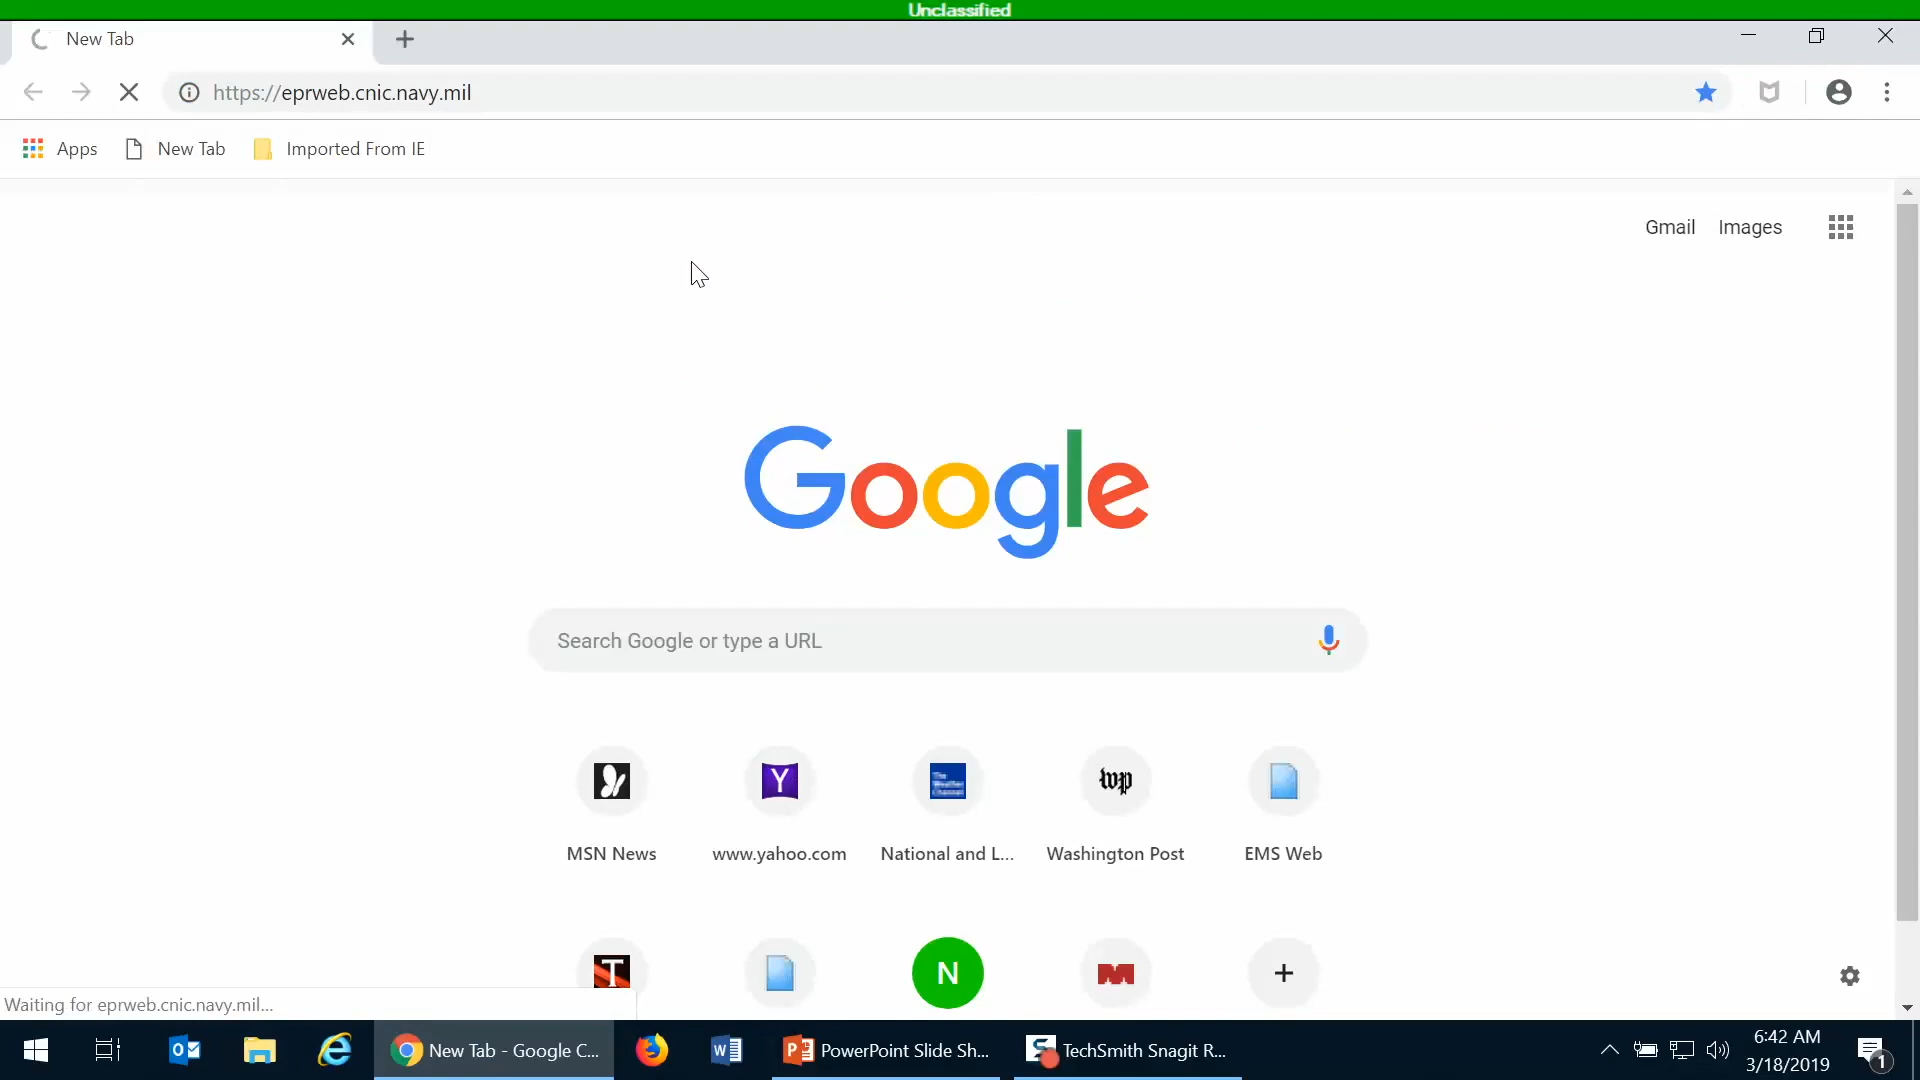 Unclassified
New Tab
https://eprweb.cnic.navy.mil
Apps
New Tab
Imported From IE
Gmail
Images
Google
Search Google or type a URL
MSN News
www.yahoo.com
National and L...
Washington Post
EMS Web
N
Waiting for eprweb.cnic.navy.mil...
New Tab - Google C...
PowerPoint Slide Sh...
TechSmith Snagit R...
6:42 AM
3/18/2019
1